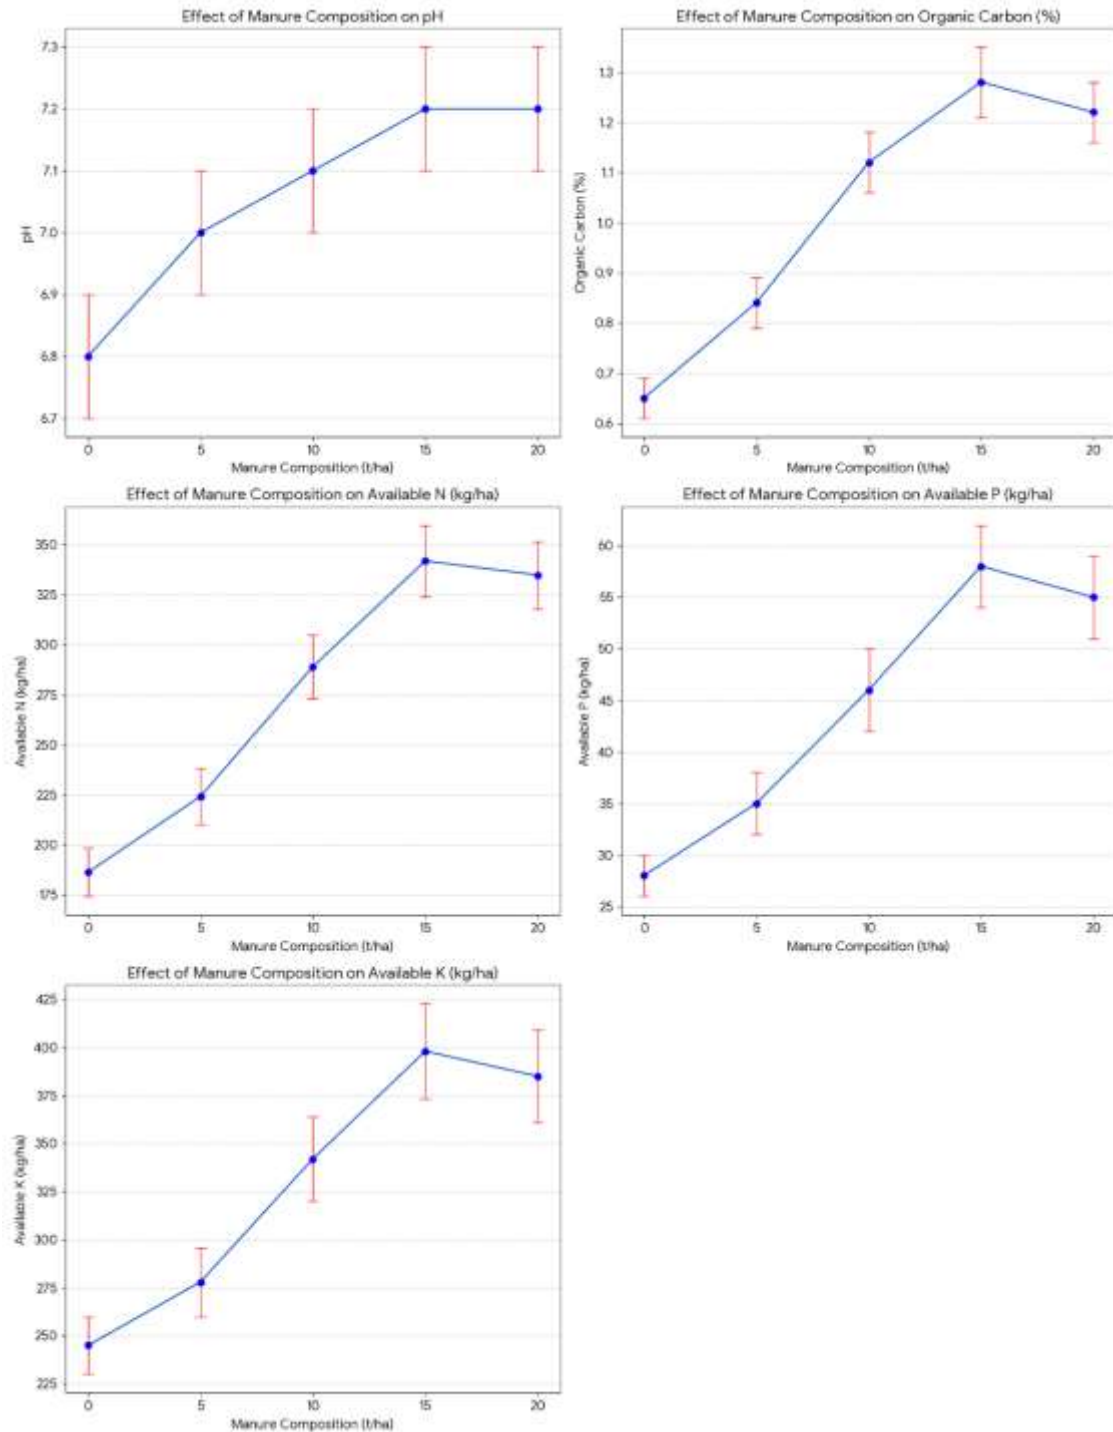 Effect of Manure Composition on pH
7.3
7.2
7.1
7.0
6.9
6.8
6.7
pH
0 5 10 15 20
Manure Composition (t/ha)
Effect of Manure Composition on Organic Carbon (%)
1.3
1.2
1.1
1.0
0.9
0.8
0.7
0.6
Organic Carbon (%)
0 5 10 15 20
Manure Composition (t/ha)
Effect of Manure Composition on Available N (kg/ha)
350
325
300
275
250
225
200
175
Available N (kg/ha)
0 5 10 15 20
Manure Composition (t/ha)
Effect of Manure Composition on Available P (kg/ha)
60
55
50
45
40
35
30
25
Available P (kg/ha)
0 5 10 15 20
Manure Composition (t/ha)
Effect of Manure Composition on Available K (kg/ha)
425
400
375
350
325
300
275
250
225
Available K (kg/ha)
0 5 10 15 20
Manure Composition (t/ha)